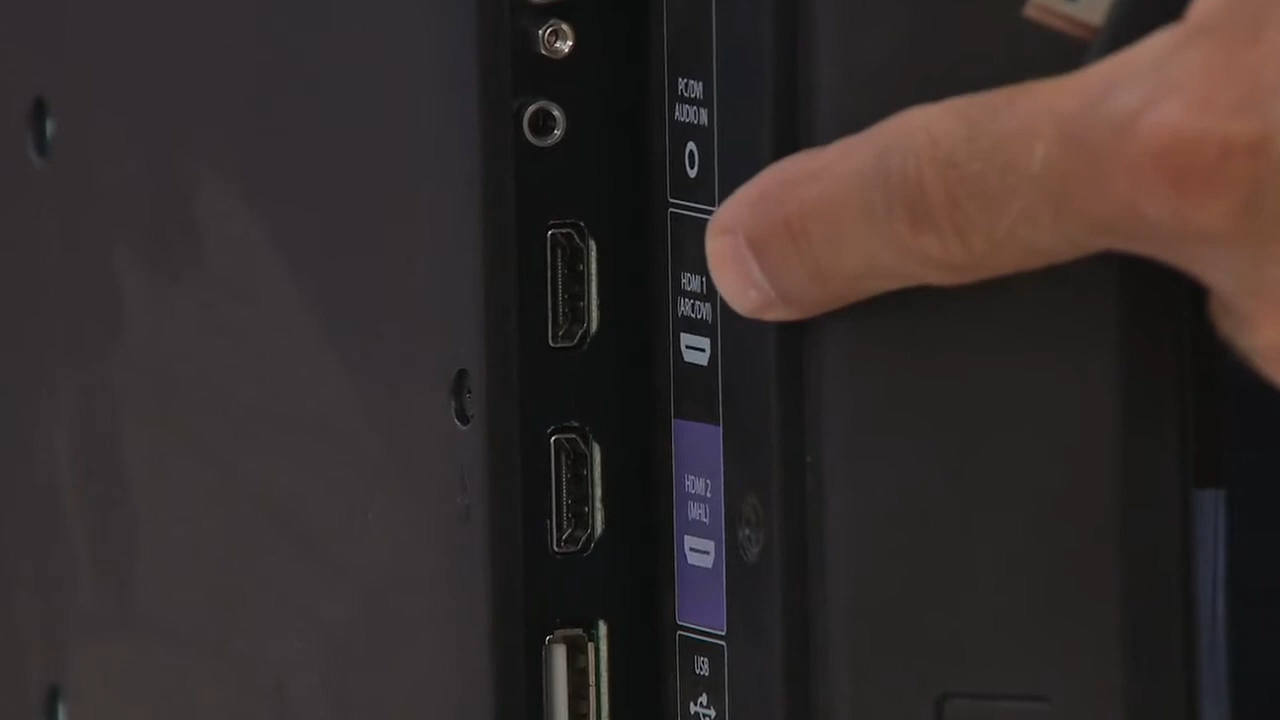 PC/DVI
AUDIO IN
HDMI 1
(ARC/DVI)
HDMI 2
(MHL)
USB